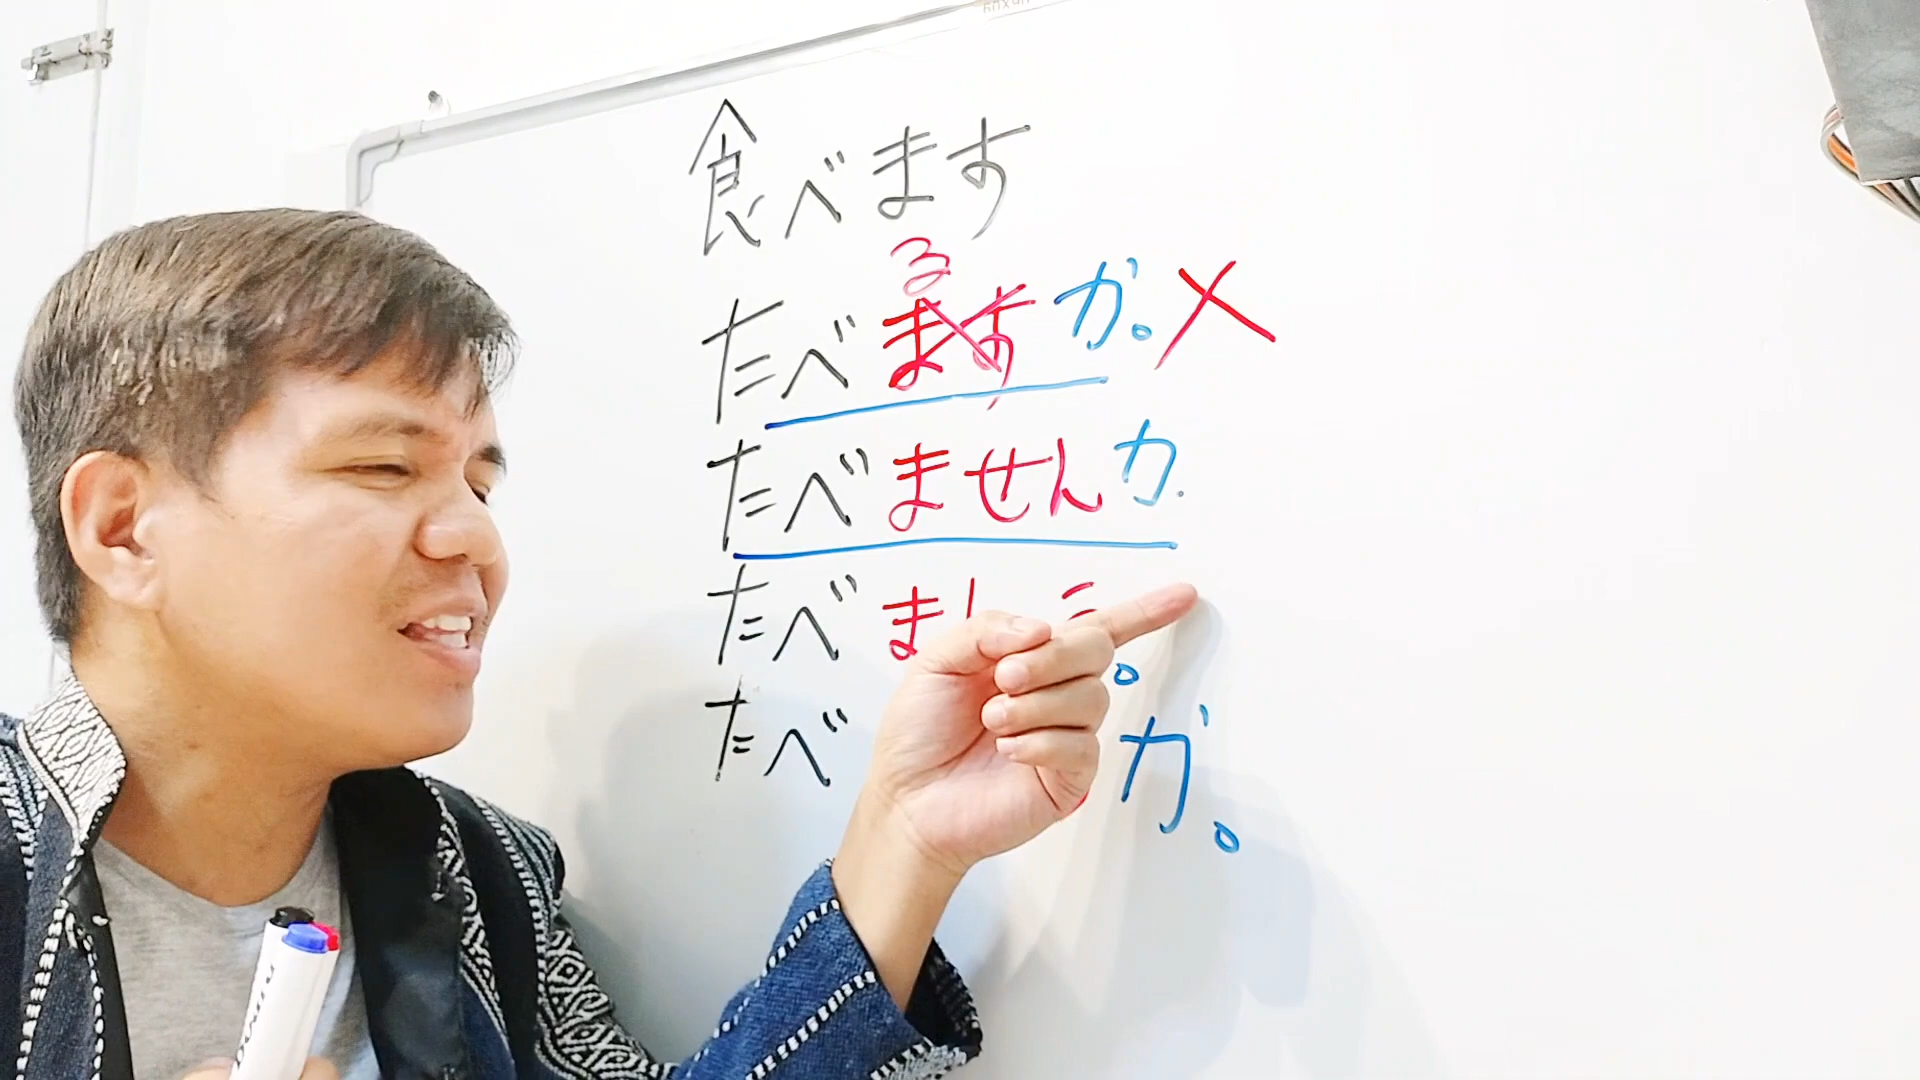 食べます
る
たべますか。×
たべませんか。
たべまし
たべ か。